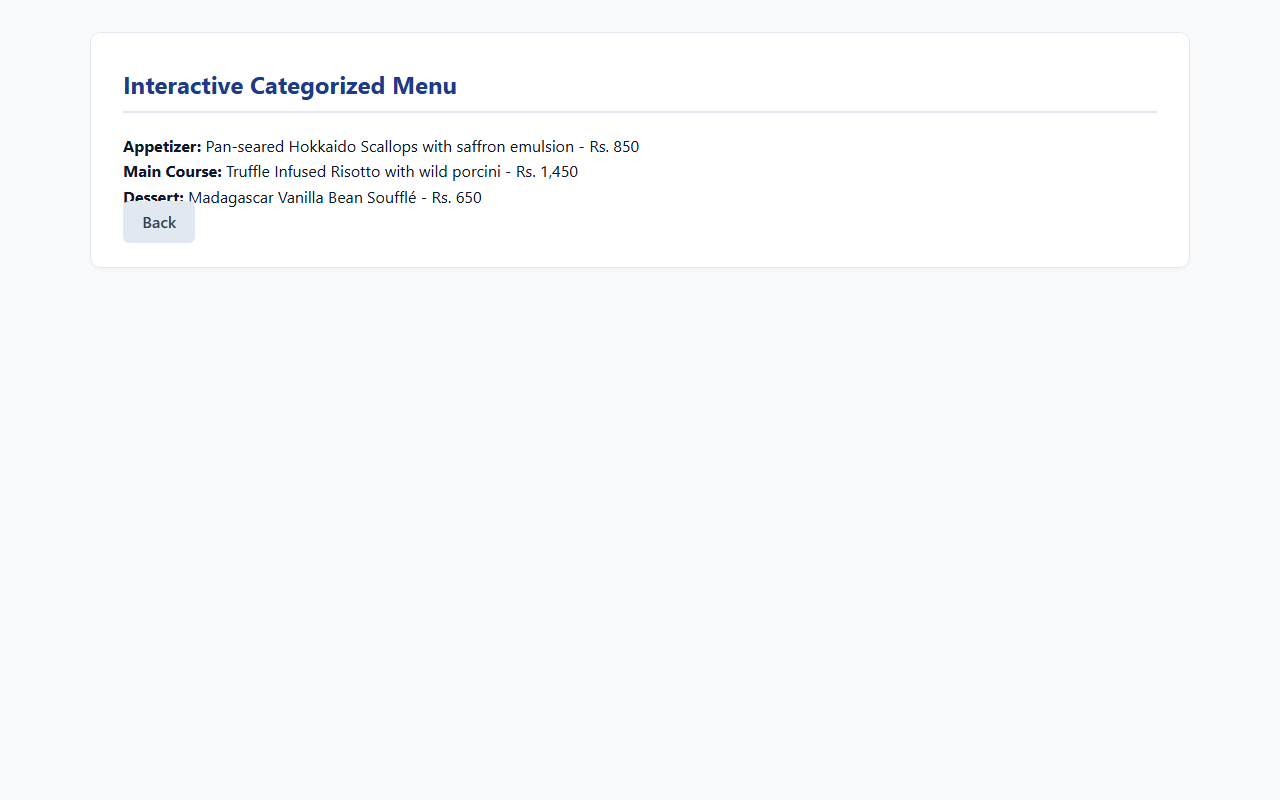 Interactive Categorized Menu
Appetizer: Pan-seared Hokkaido Scallops with saffron emulsion - Rs. 850
Main Course: Truffle Infused Risotto with wild porcini - Rs. 1,450
Dessert: Madagascar Vanilla Bean Soufflé - Rs. 650
Back